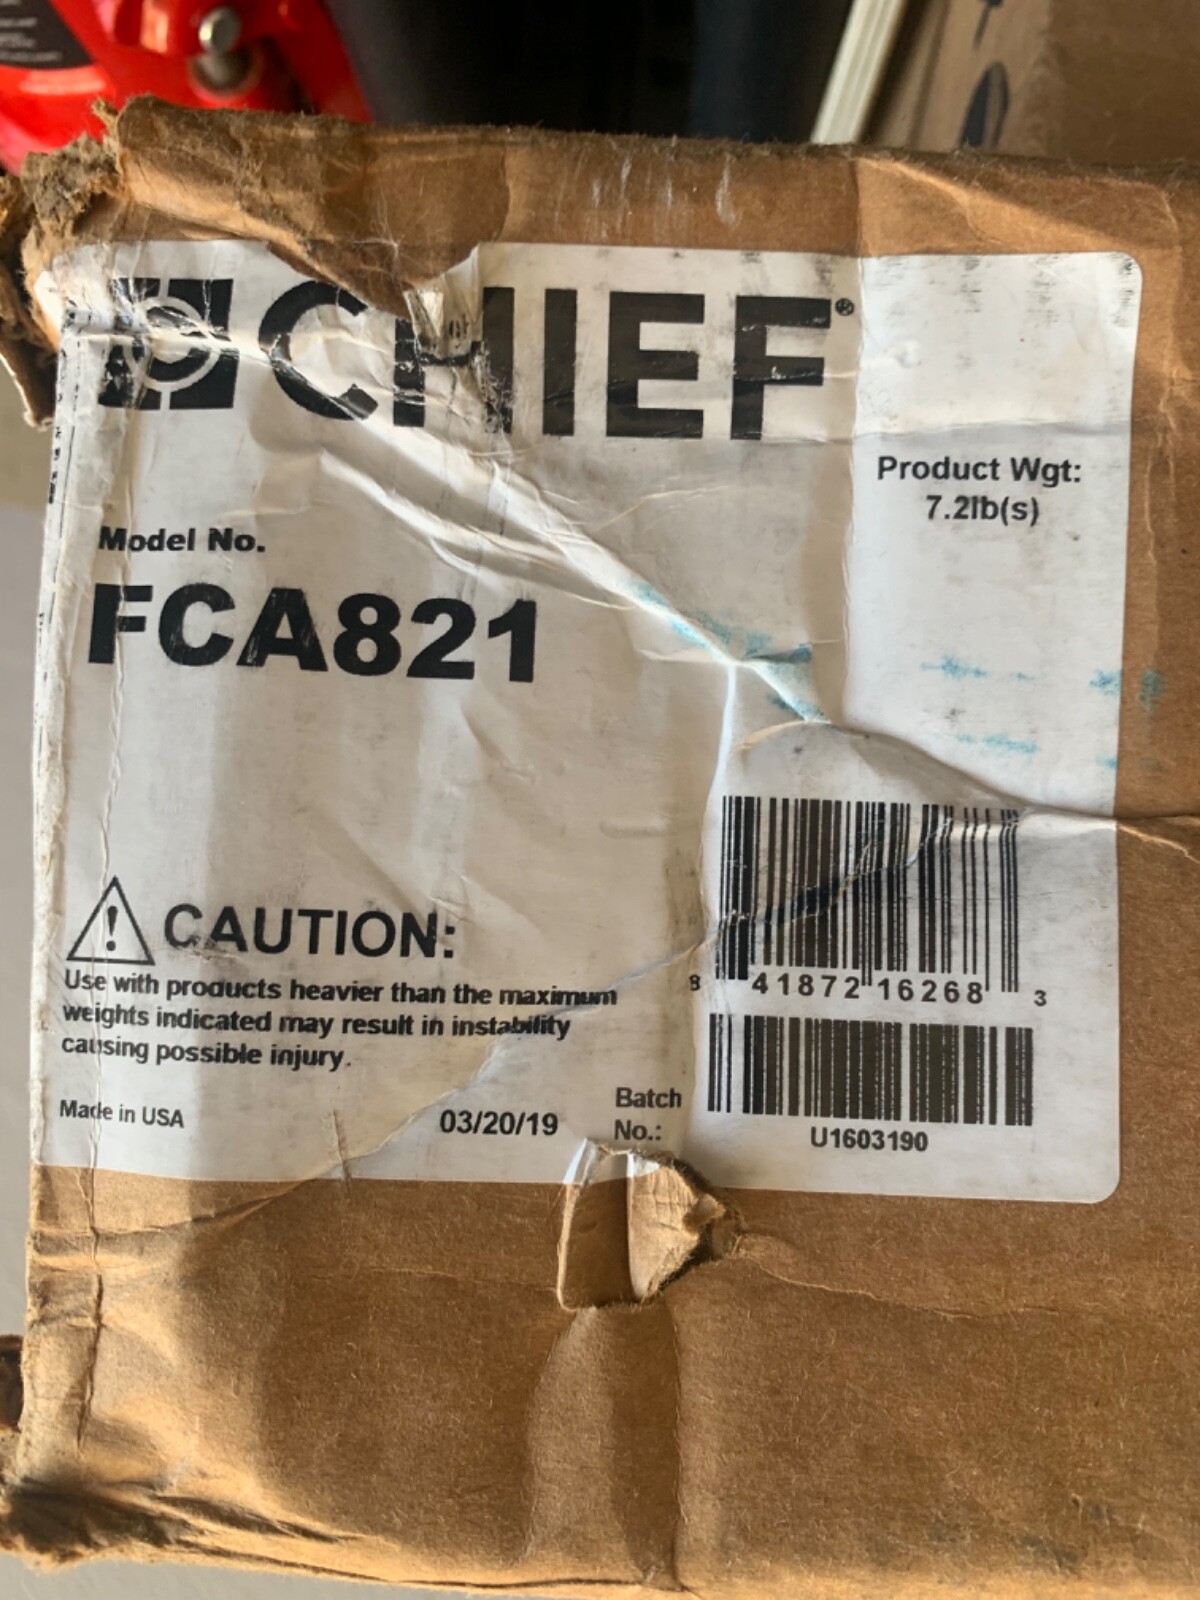 CHIEF®
Product Wgt:
7.2lb(s)
Model No.
FCA821
CAUTION:
Use with products heavier than the maximum
weights indicated may result in instability
causing possible injury.
8 41872 16268 3
Made in USA
03/20/19
Batch
No.:
U1603190